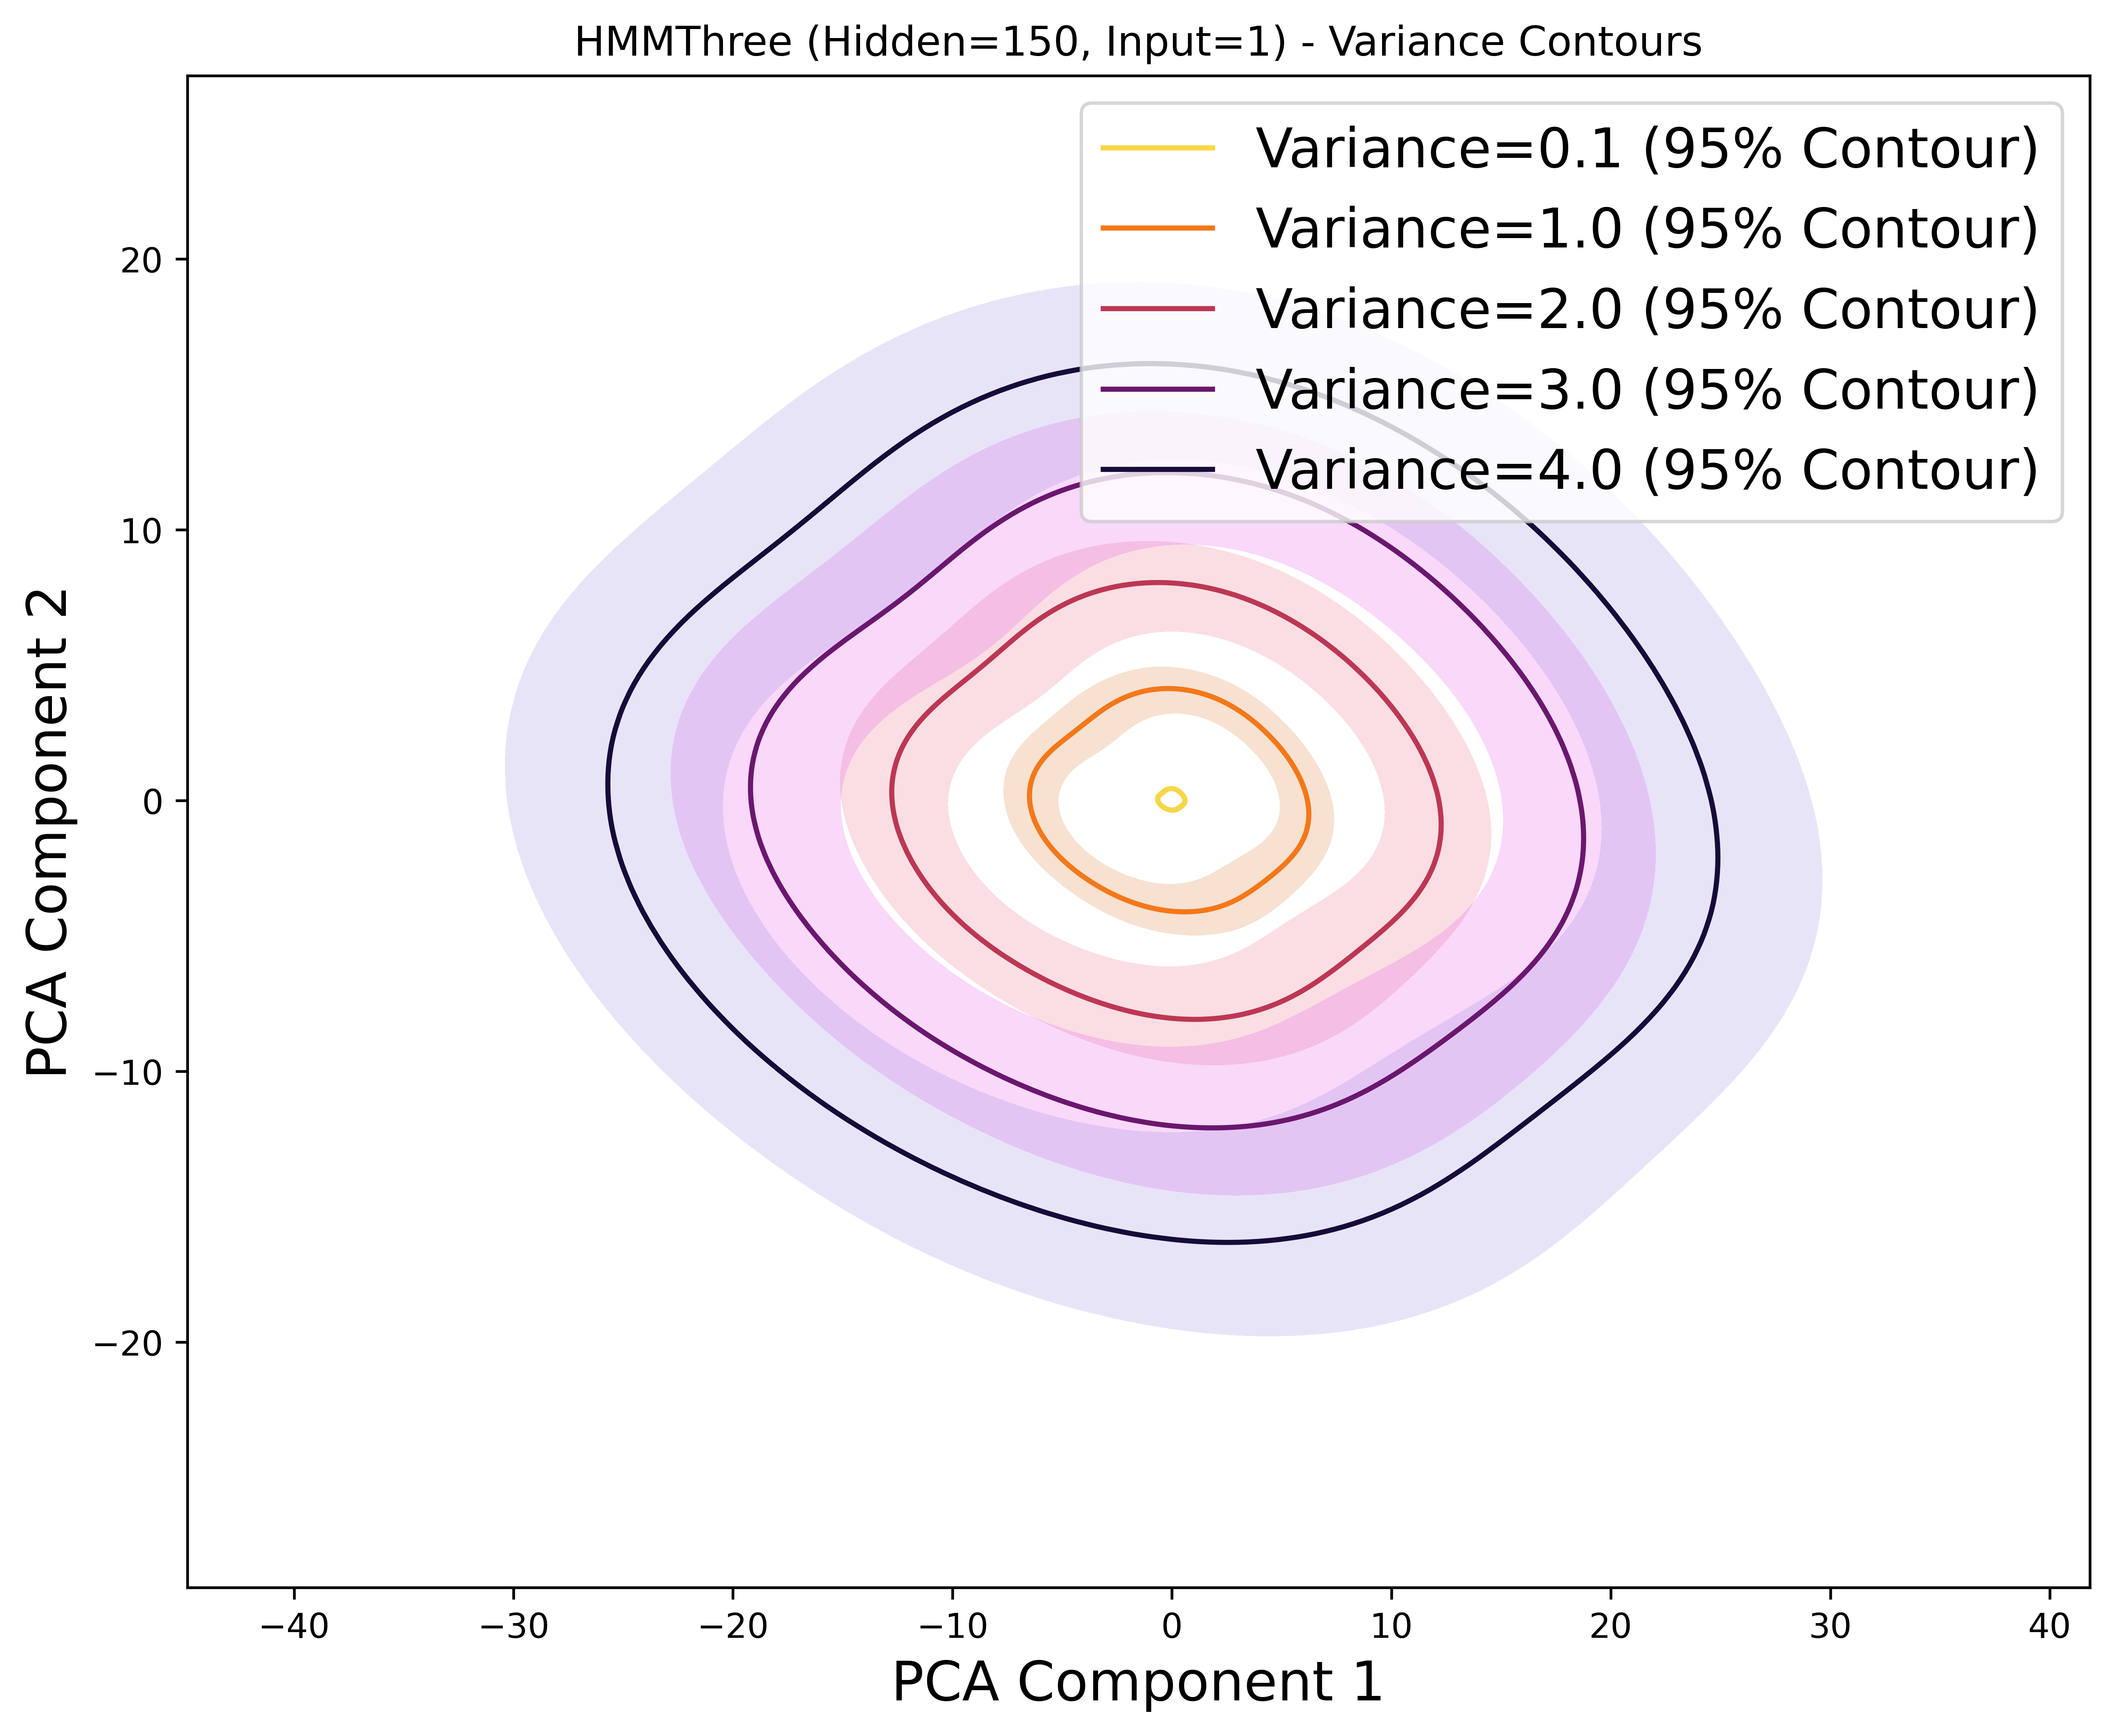 HMMThree (Hidden=150, Input=1) - Variance Contours
Variance=0.1 (95% Contour)
Variance=1.0 (95% Contour)
Variance=2.0 (95% Contour)
Variance=3.0 (95% Contour)
Variance=4.0 (95% Contour)
PCA Component 2
20
10
0
−10
−20
−40
−30
−20
−10
0
10
20
30
40
PCA Component 1